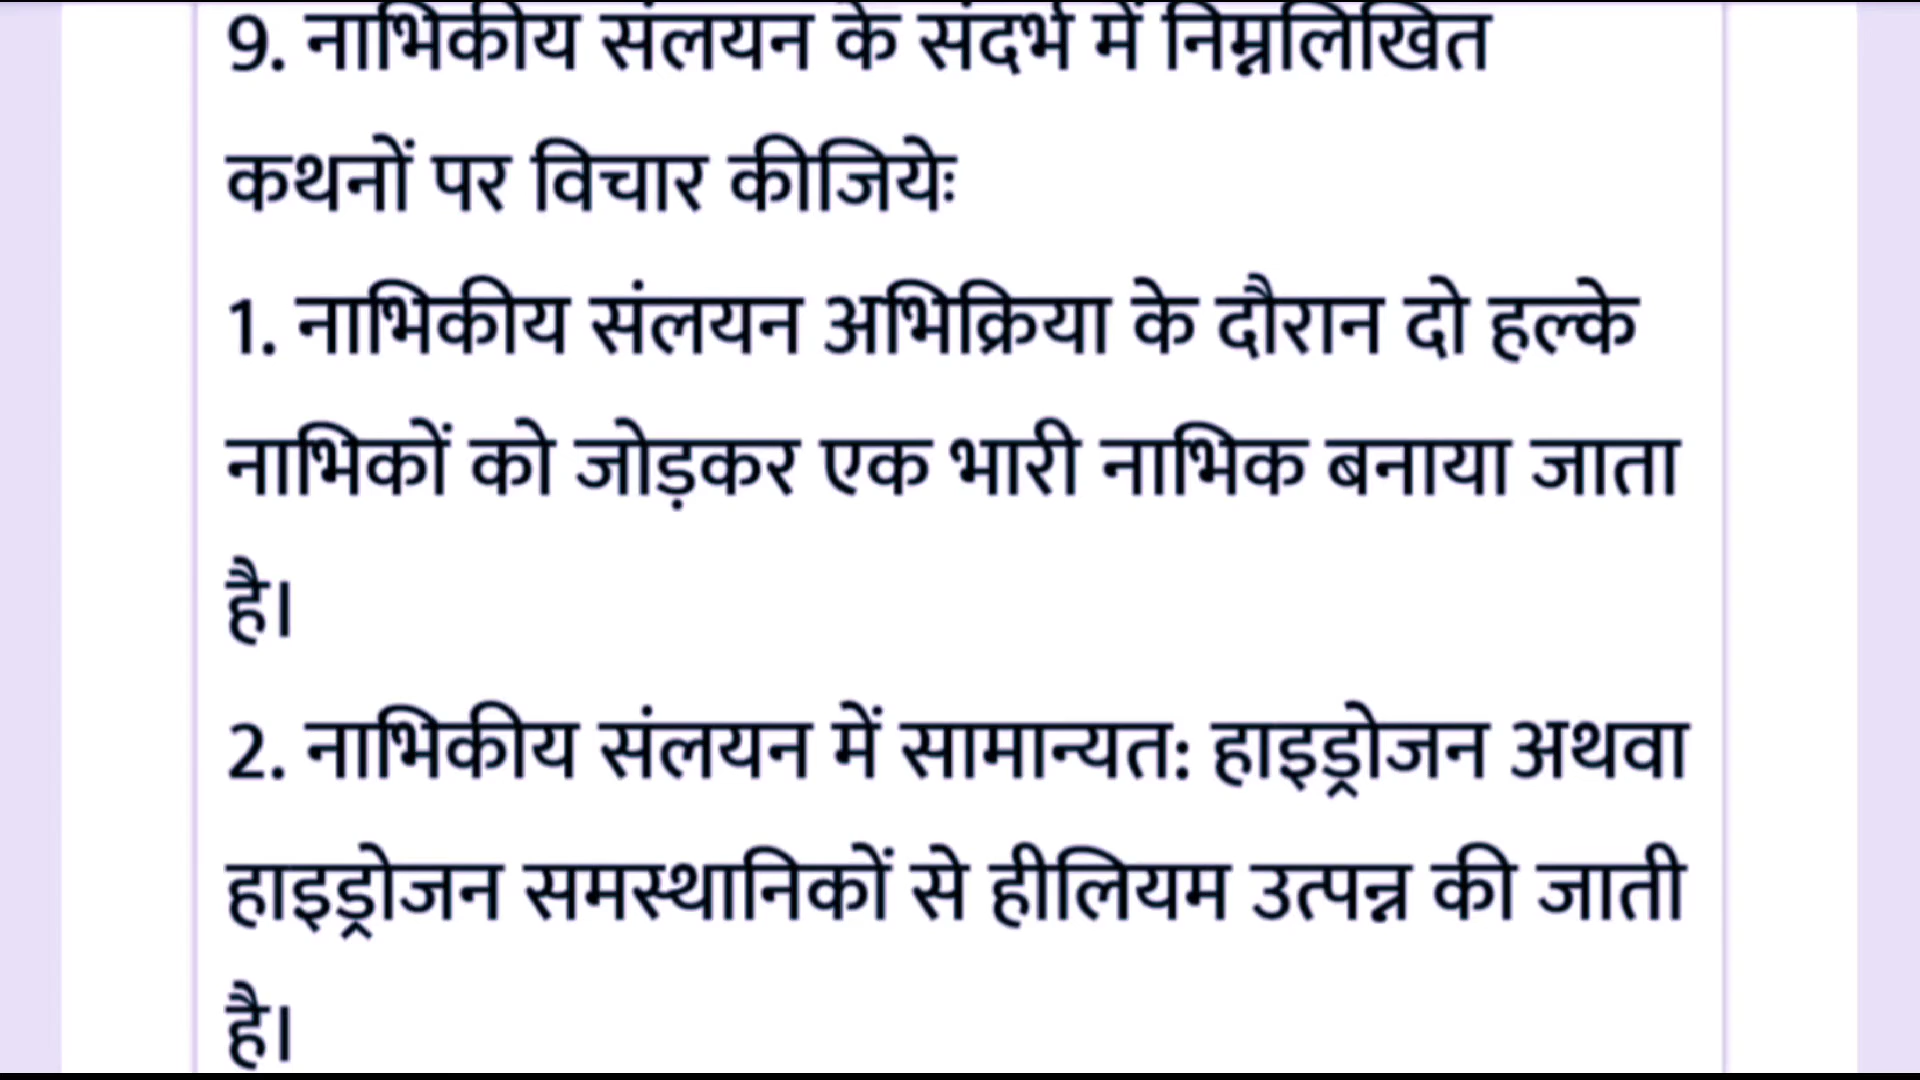 9. नाभिकीय संलयन के संदर्भ में निम्नलिखित
कथनों पर विचार कीजियेः
1. नाभिकीय संलयन अभिक्रिया के दौरान दो हल्के
नाभिकों को जोड़कर एक भारी नाभिक बनाया जाता
है।
2. नाभिकीय संलयन में सामान्यत: हाइड्रोजन अथवा
हाइड्रोजन समस्थानिकों से हीलियम उत्पन्न की जाती
है।